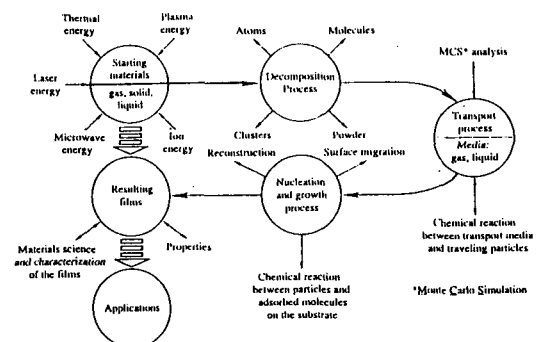 Thermal
energy
Plasma
energy
Laser
energy
Starting
materials
gas, solid,
liquid
Microwave
energy
Ion
energy
Atoms
Molecules
Decomposition
Process
Clusters
Powder
MCS* analysis
Transport
process
Media:
gas, liquid
Chemical reaction
between transport media
and traveling particles
Reconstruction
Surface migration
Nucleation
and growth
process
Chemical reaction
between particles and
adsorbed molecules
on the substrate
Resulting
films
Materials science
and characterization
of the films
Properties
Applications
*Monte Carlo Simulation